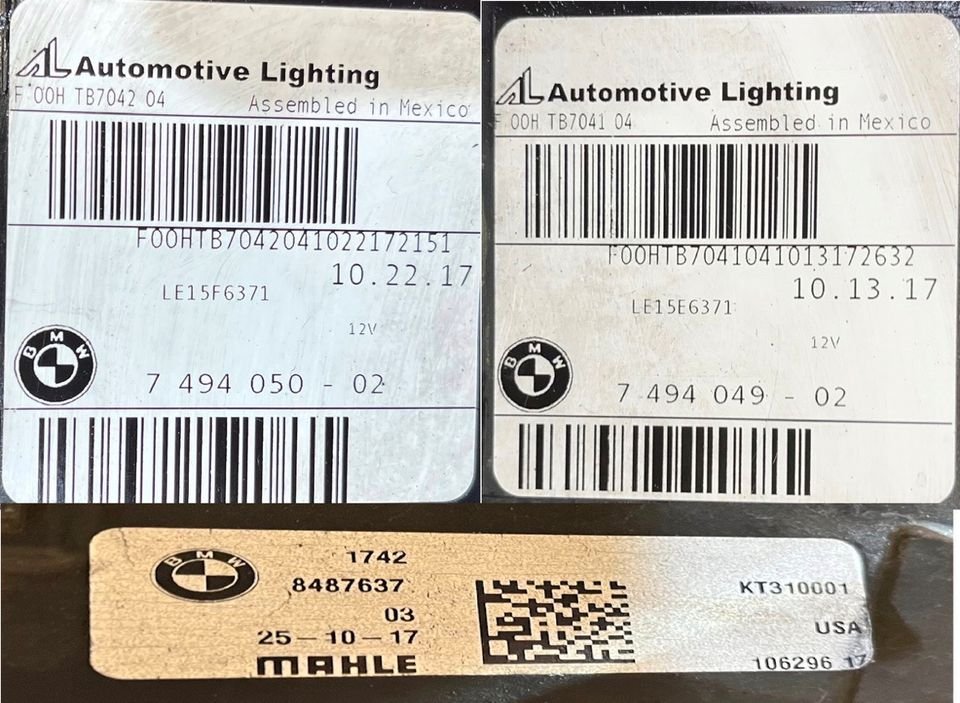 AL Automotive Lighting
F 00H TB7042 04 Assembled in Mexico
F00HTB7042041022172151
10.22.17
LE15F6371
12V
BMW
7 494 050 - 02
AL Automotive Lighting
F 00H TB7041 04 Assembled in Mexico
F00HTB7041041013172632
10.13.17
LE15E6371
12V
BMW
7 494 049 - 02
BMW
1742
8487637
03
25-10-17
MAHLE
KT310001
USA
106296 17